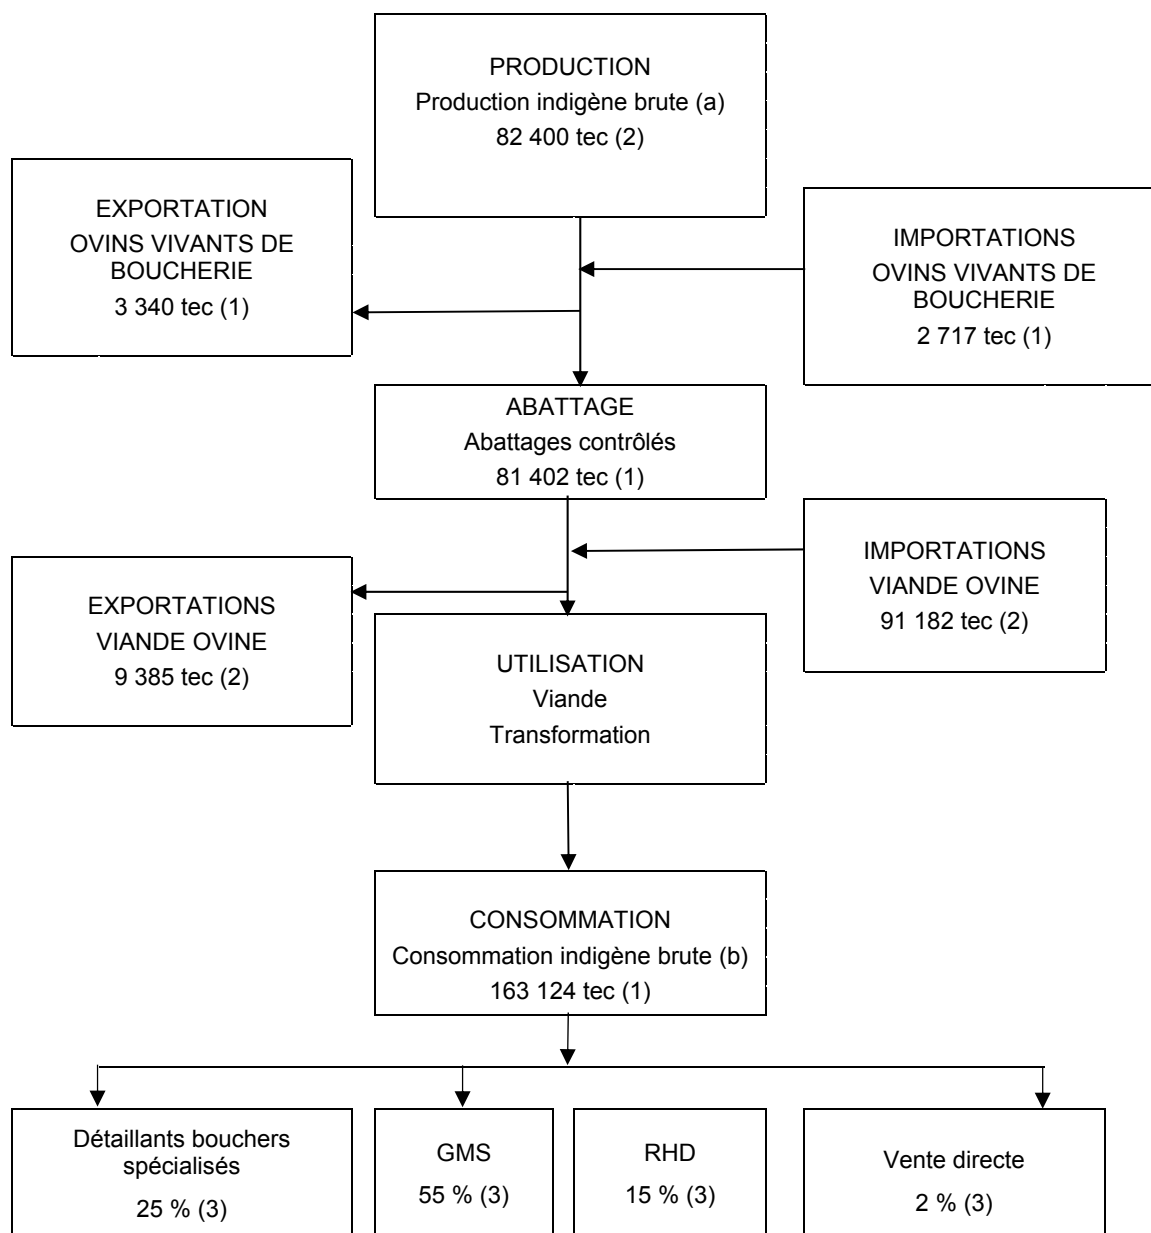 PRODUCTION
Production indigène brute (a)
82 400 tec (2)
EXPORTATION
OVINS VIVANTS DE
BOUCHERIE
3 340 tec (1)
IMPORTATIONS
OVINS VIVANTS DE
BOUCHERIE
2 717 tec (1)
ABATTAGE
Abattages contrôlés
81 402 tec (1)
EXPORTATIONS
VIANDE OVINE
9 385 tec (2)
IMPORTATIONS
VIANDE OVINE
91 182 tec (2)
UTILISATION
Viande
Transformation
CONSOMMATION
Consommation indigène brute (b)
163 124 tec (1)
Détaillants bouchers
spécialisés
25 % (3)
GMS
55 % (3)
RHD
15 % (3)
Vente directe
2 % (3)